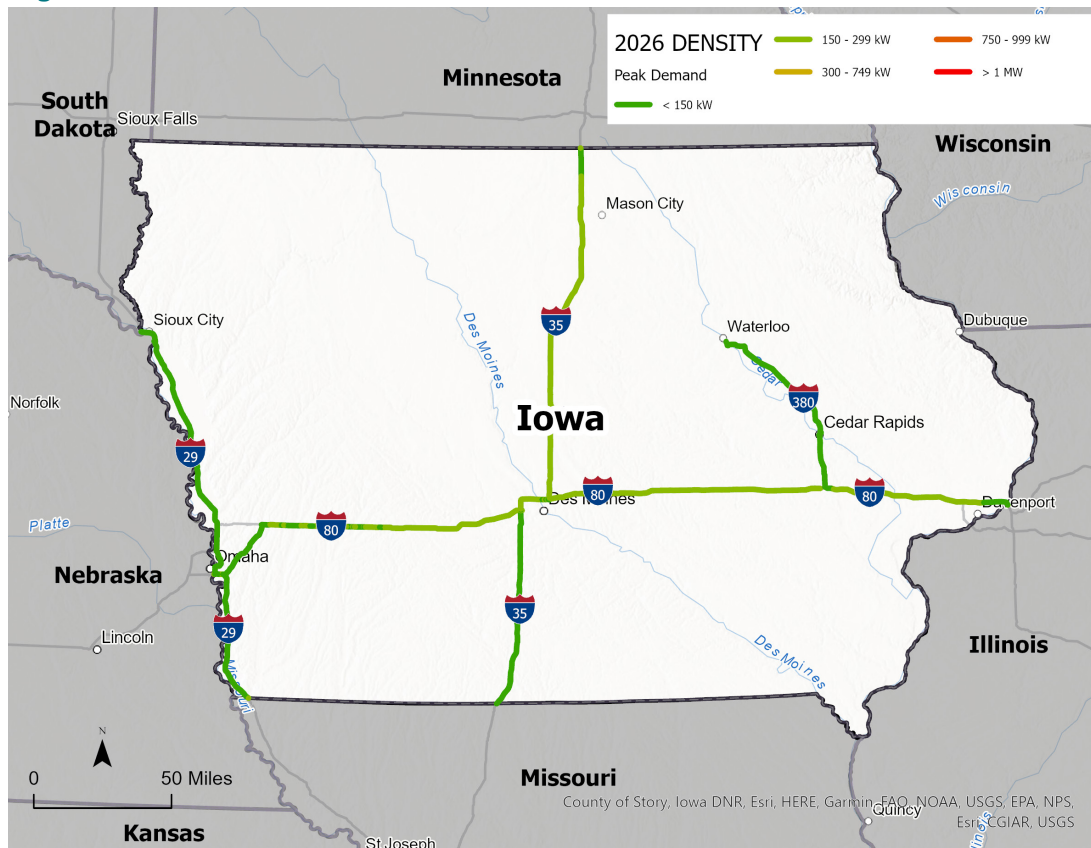 2026 DENSITY
Peak Demand
< 150 kW
150 - 299 kW
300 - 749 kW
750 - 999 kW
> 1 MW
Minnesota
South
Dakota
Sioux Falls
Wisconsin
Wisconsin
Mason City
35
Sioux City
Des Moines
Waterloo
Dubuque
Cedar
380
Norfolk
Iowa
Cedar Rapids
29
80
80
Des Moines
Davenport
Platte
80
Omaha
Nebraska
35
29
Lincoln
Des Moines
Illinois
Missouri
N
0 50 Miles
Missouri
County of Story, Iowa DNR, Esri, HERE, Garmin, FAO, NOAA, USGS, EPA, NPS,
Esri, CGIAR, USGS
Quincy
Kansas
St Joseph